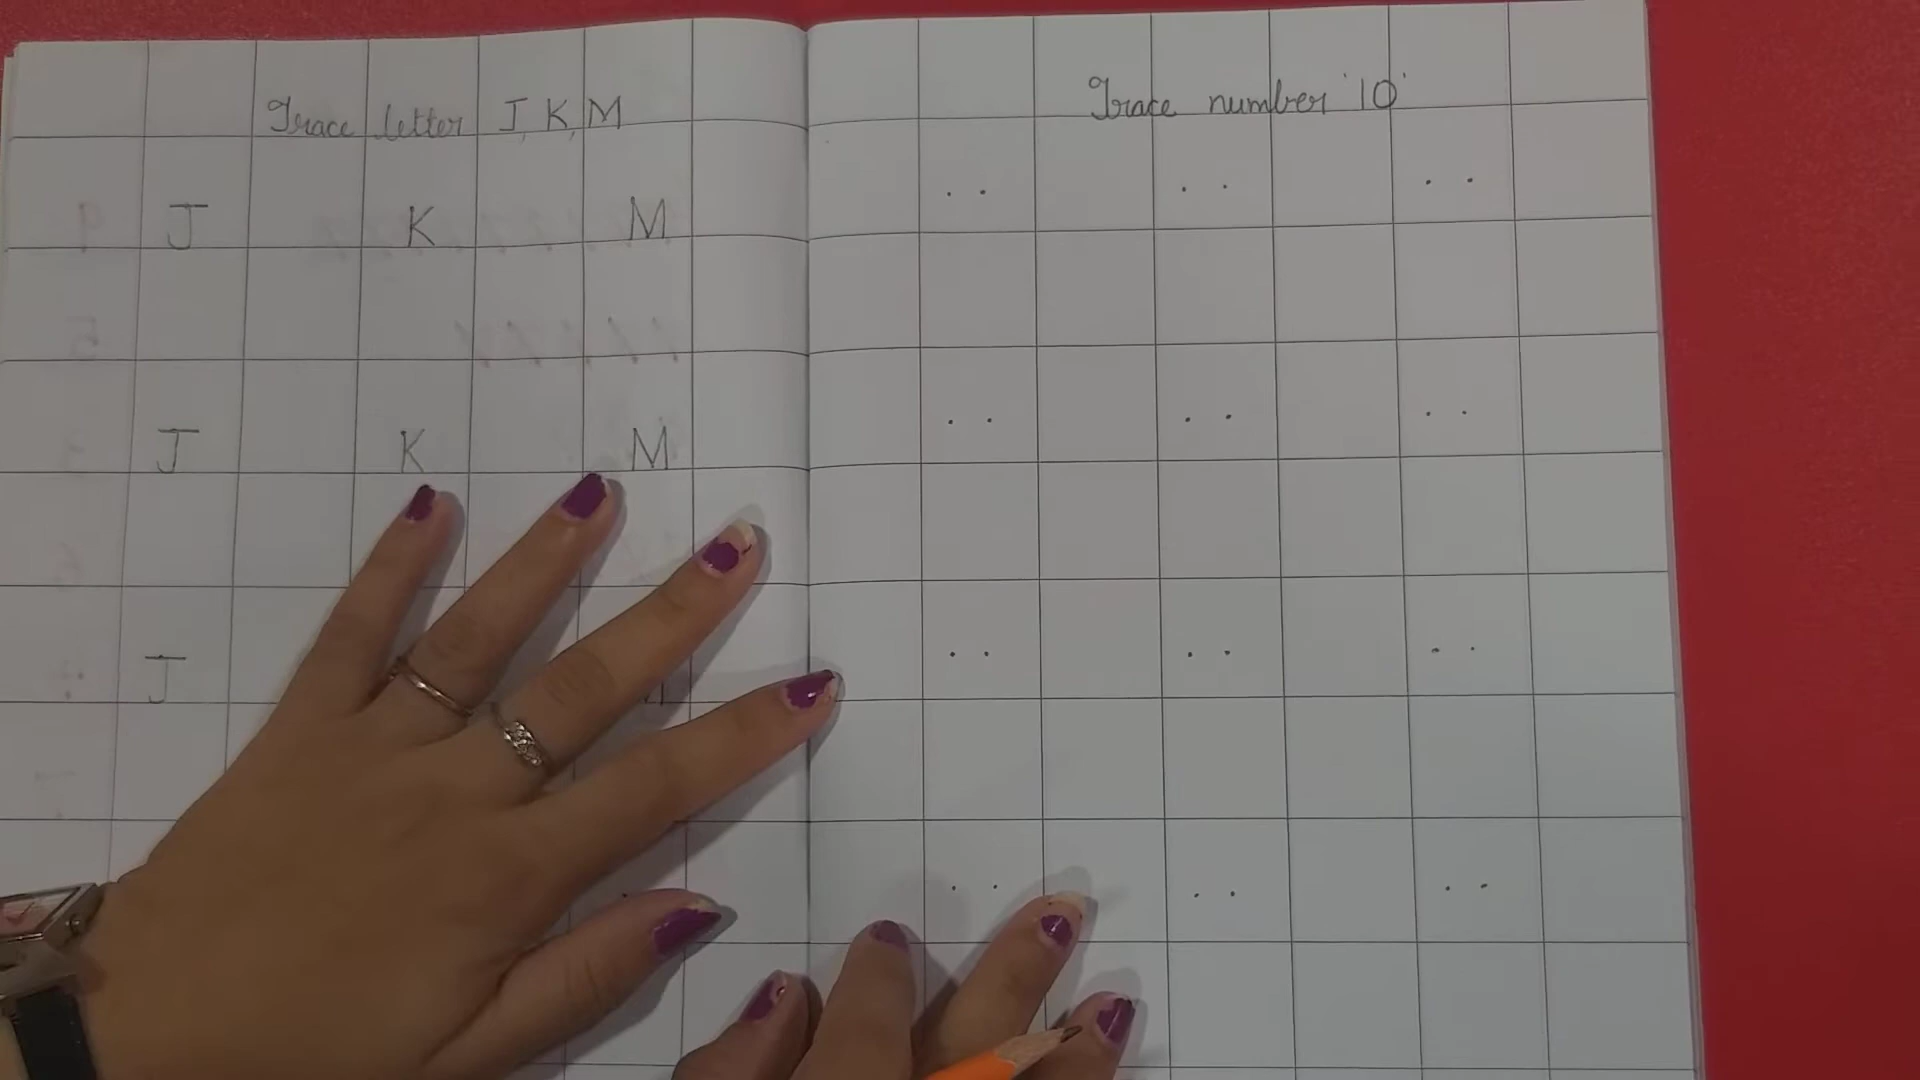 Trace letter J, K, M
J K M
J K M
J
Trace number '10'